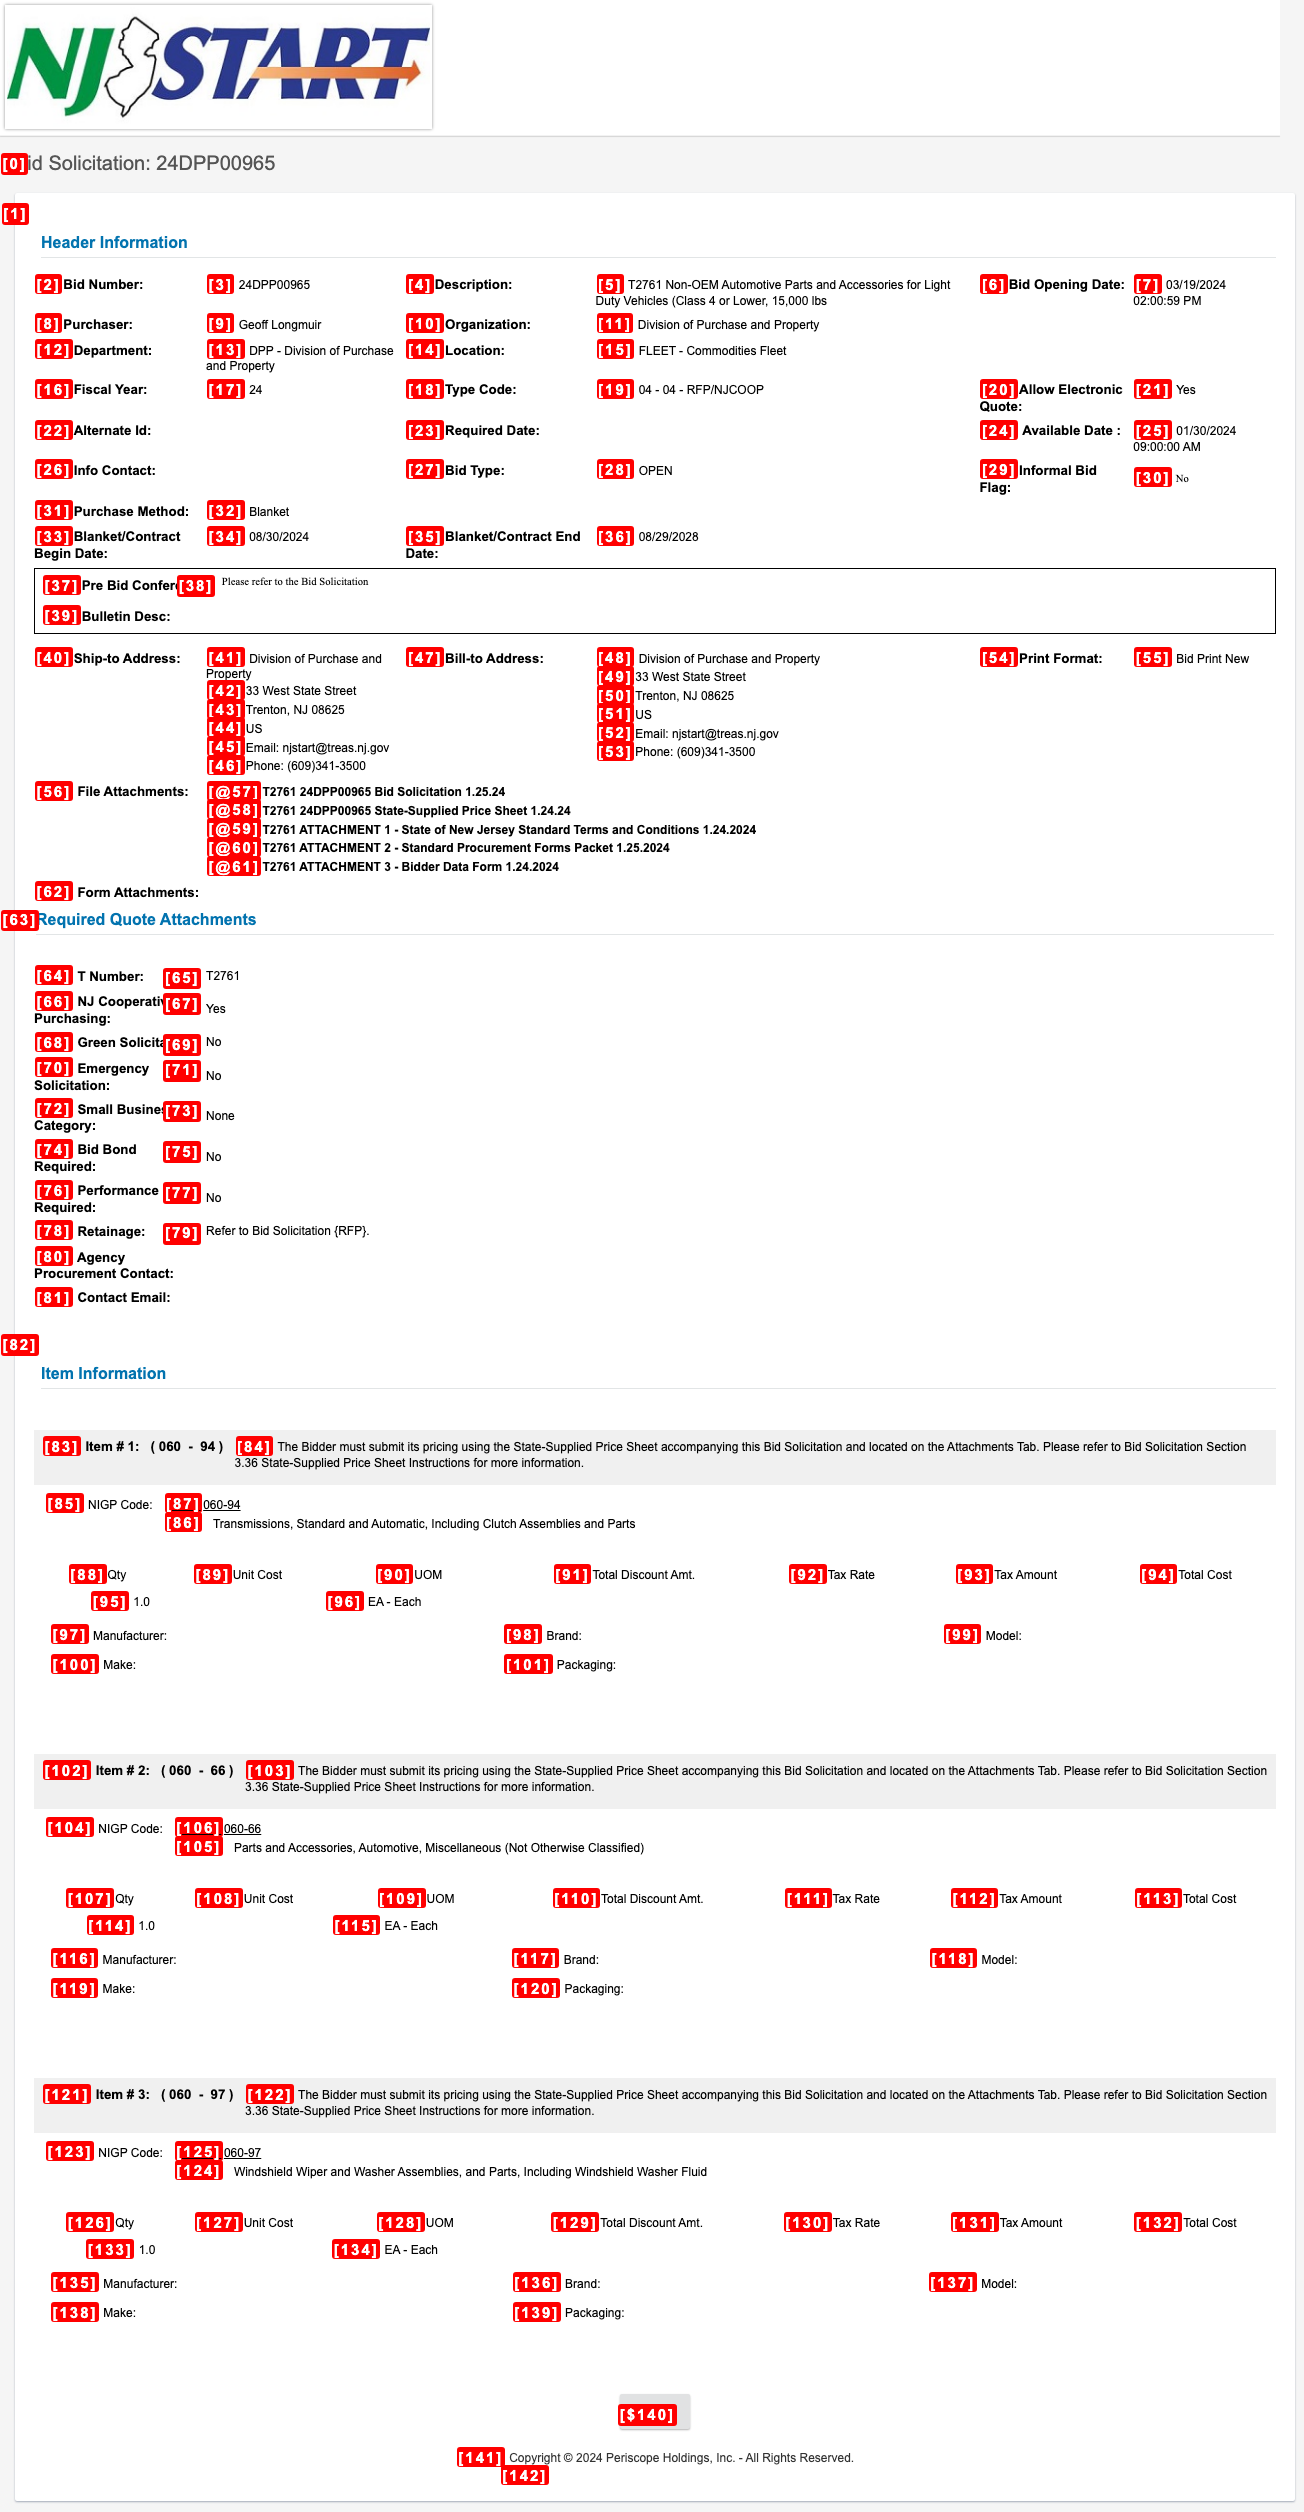 NJSTART
[0]id Solicitation: 24DPP00965
[1]
Header Information
[2]Bid Number: [3] 24DPP00965 [4]Description: [5] T2761 Non-OEM Automotive Parts and Accessories for Light [6]Bid Opening Date: [7] 03/19/2024
Duty Vehicles (Class 4 or Lower, 15,000 lbs 02:00:59 PM
[8]Purchaser: [9] Geoff Longmuir [10]Organization: [11] Division of Purchase and Property
[12]Department: [13] DPP - Division of Purchase [14]Location: [15] FLEET - Commodities Fleet
and Property
[16]Fiscal Year: [17] 24 [18]Type Code: [19] 04 - 04 - RFP/NJCOOP [20]Allow Electronic [21] Yes
Quote:
[22]Alternate Id: [23]Required Date: [24] Available Date : [25] 01/30/2024
09:00:00 AM
[26]Info Contact: [27]Bid Type: [28] OPEN [29]Informal Bid [30] No
Flag:
[31]Purchase Method: [32] Blanket
[33]Blanket/Contract [34] 08/30/2024 [35]Blanket/Contract End [36] 08/29/2028
Begin Date: Date:
[37]Pre Bid Confer[38] Please refer to the Bid Solicitation
[39]Bulletin Desc:
[40]Ship-to Address: [41] Division of Purchase and [47]Bill-to Address: [48] Division of Purchase and Property [54]Print Format: [55] Bid Print New
Property [49]33 West State Street
[42]33 West State Street [50]Trenton, NJ 08625
[43]Trenton, NJ 08625 [51]US
[44]US [52]Email: njstart@treas.nj.gov
[45]Email: njstart@treas.nj.gov [53]Phone: (609)341-3500
[46]Phone: (609)341-3500
[56] File Attachments: [@57]T2761 24DPP00965 Bid Solicitation 1.25.24
[@58]T2761 24DPP00965 State-Supplied Price Sheet 1.24.24
[@59]T2761 ATTACHMENT 1 - State of New Jersey Standard Terms and Conditions 1.24.2024
[@60]T2761 ATTACHMENT 2 - Standard Procurement Forms Packet 1.25.2024
[@61]T2761 ATTACHMENT 3 - Bidder Data Form 1.24.2024
[62] Form Attachments:
[63]Required Quote Attachments
[64] T Number: [65] T2761
[66] NJ Cooperativ[67] Yes
Purchasing:
[68] Green Solicita[69] No
[70] Emergency [71] No
Solicitation:
[72] Small Busines[73] None
Category:
[74] Bid Bond [75] No
Required:
[76] Performance [77] No
Required:
[78] Retainage: [79] Refer to Bid Solicitation {RFP}.
[80] Agency
Procurement Contact:
[81] Contact Email:
[82]
Item Information
[83] Item # 1: ( 060 - 94 ) [84] The Bidder must submit its pricing using the State-Supplied Price Sheet accompanying this Bid Solicitation and located on the Attachments Tab. Please refer to Bid Solicitation Section
3.36 State-Supplied Price Sheet Instructions for more information.
[85] NIGP Code: [87]060-94
[86] Transmissions, Standard and Automatic, Including Clutch Assemblies and Parts
[88]Qty [89]Unit Cost [90]UOM [91]Total Discount Amt. [92]Tax Rate [93]Tax Amount [94]Total Cost
[95] 1.0 [96] EA - Each
[97] Manufacturer: [98] Brand: [99] Model:
[100] Make: [101] Packaging:
[102] Item # 2: ( 060 - 66 ) [103] The Bidder must submit its pricing using the State-Supplied Price Sheet accompanying this Bid Solicitation and located on the Attachments Tab. Please refer to Bid Solicitation Section
3.36 State-Supplied Price Sheet Instructions for more information.
[104] NIGP Code: [106]060-66
[105] Parts and Accessories, Automotive, Miscellaneous (Not Otherwise Classified)
[107]Qty [108]Unit Cost [109]UOM [110]Total Discount Amt. [111]Tax Rate [112]Tax Amount [113]Total Cost
[114] 1.0 [115] EA - Each
[116] Manufacturer: [117] Brand: [118] Model:
[119] Make: [120] Packaging:
[121] Item # 3: ( 060 - 97 ) [122] The Bidder must submit its pricing using the State-Supplied Price Sheet accompanying this Bid Solicitation and located on the Attachments Tab. Please refer to Bid Solicitation Section
3.36 State-Supplied Price Sheet Instructions for more information.
[123] NIGP Code: [125]060-97
[124] Windshield Wiper and Washer Assemblies, and Parts, Including Windshield Washer Fluid
[126]Qty [127]Unit Cost [128]UOM [129]Total Discount Amt. [130]Tax Rate [131]Tax Amount [132]Total Cost
[133] 1.0 [134] EA - Each
[135] Manufacturer: [136] Brand: [137] Model:
[138] Make: [139] Packaging:
[$140]
[141] Copyright © 2024 Periscope Holdings, Inc. - All Rights Reserved.
[142]